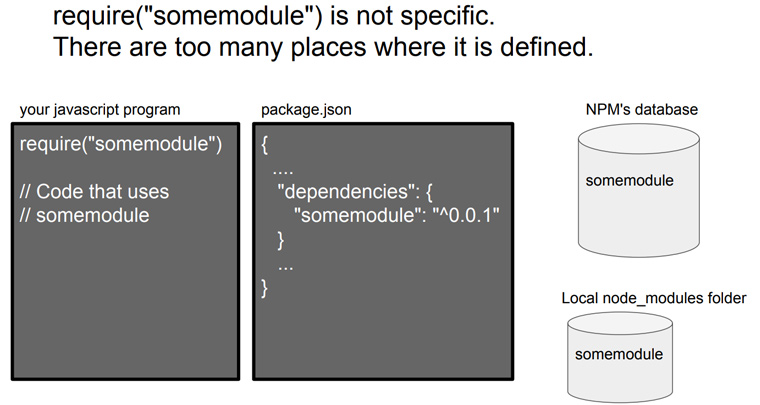 require("somemodule") is not specific.
There are too many places where it is defined.
your javascript program
require("somemodule")
// Code that uses
// somemodule
package.json
{
....
"dependencies": {
"somemodule": "^0.0.1"
}
...
}
NPM's database
somemodule
Local node_modules folder
somemodule